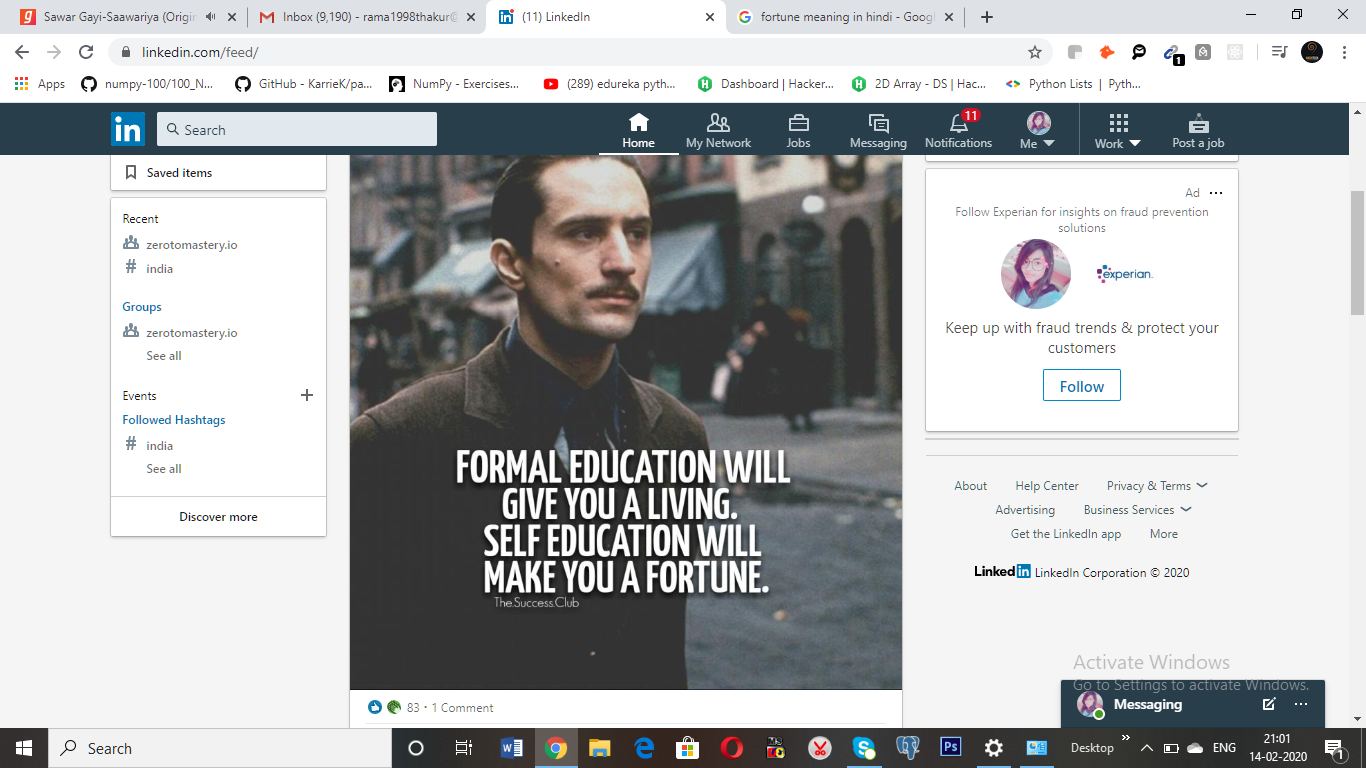 Sawar Gayi-Saawariya (Origin
Inbox (9,190) - rama1998thakur@
(11) LinkedIn
fortune meaning in hindi - Goog
linkedin.com/feed/
1
Apps
numpy-100/100_N...
GitHub - KarrieK/pa...
NumPy - Exercises...
(289) edureka pyth...
Dashboard | Hacker...
2D Array - DS | Hac...
Python Lists | Pyth...
in
Search
Home
My Network
Jobs
Messaging
11
Notifications
Me
Work
Post a job
Saved items
Recent
zerotomastery.io
# india
Groups
zerotomastery.io
See all
Events
Followed Hashtags
# india
See all
Discover more
FORMAL EDUCATION WILL
GIVE YOU A LIVING.
SELF EDUCATION WILL
MAKE YOU A FORTUNE.
The.Success.Club
83 · 1 Comment
Ad
Follow Experian for insights on fraud prevention
solutions
experian.
Keep up with fraud trends & protect your
customers
Follow
About Help Center Privacy & Terms
Advertising Business Services
Get the LinkedIn app More
LinkedIn LinkedIn Corporation © 2020
Activate Windows
Go to Settings to activate Windows.
Messaging
Search
Ps
Desktop
ENG
21:01
14-02-2020
1